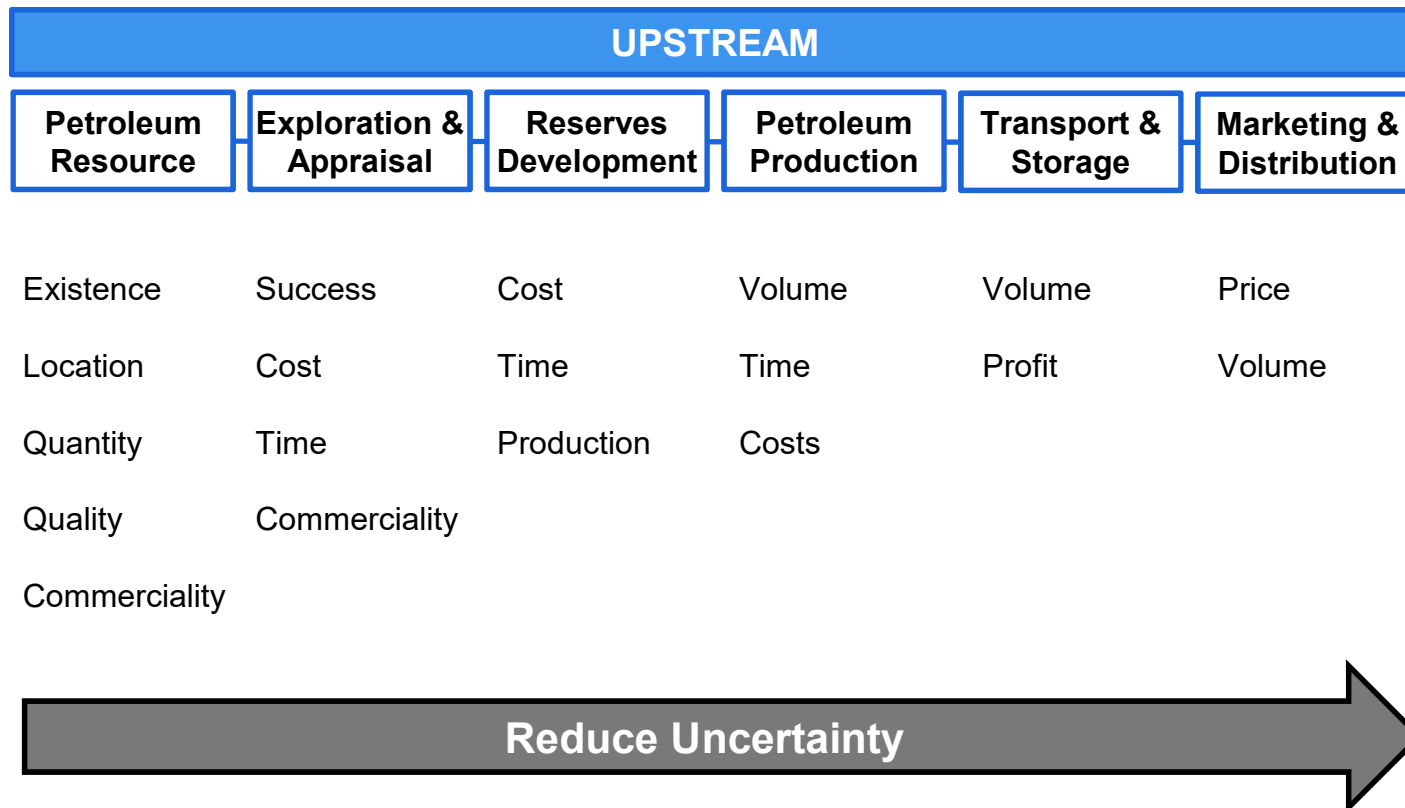 UPSTREAM
Petroleum
Resource
Exploration &
Appraisal
Reserves
Development
Petroleum
Production
Transport &
Storage
Marketing &
Distribution
Existence
Success
Cost
Volume
Volume
Price
Location
Cost
Time
Time
Profit
Volume
Quantity
Time
Production
Costs
Quality
Commerciality
Commerciality
Reduce Uncertainty